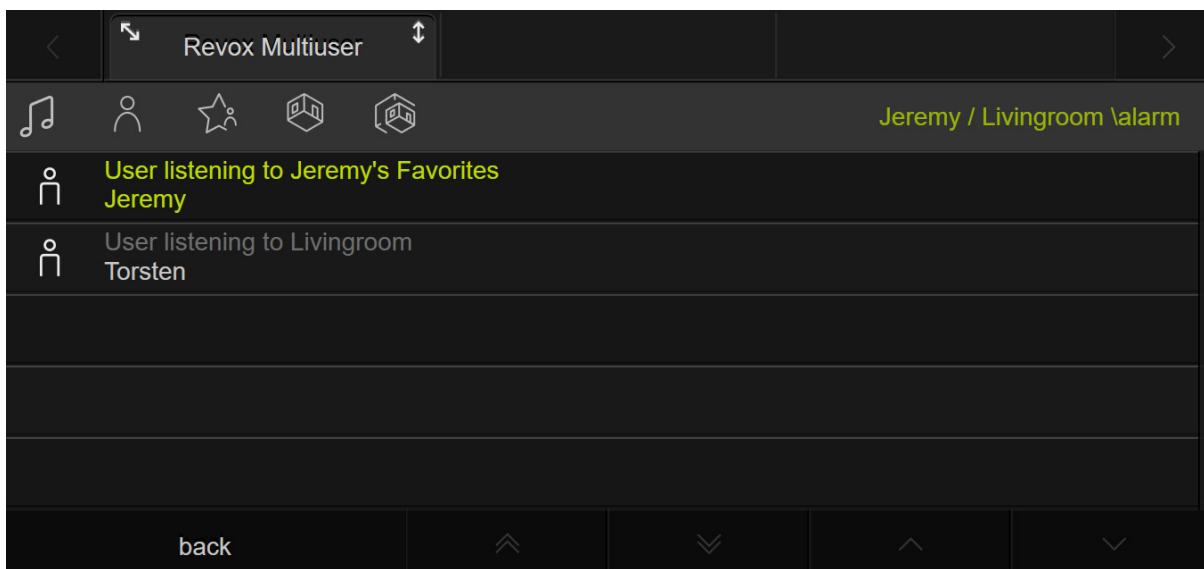 Revox Multiuser
Jeremy / Livingroom \alarm
User listening to Jeremy's Favorites
Jeremy
User listening to Livingroom
Torsten
back